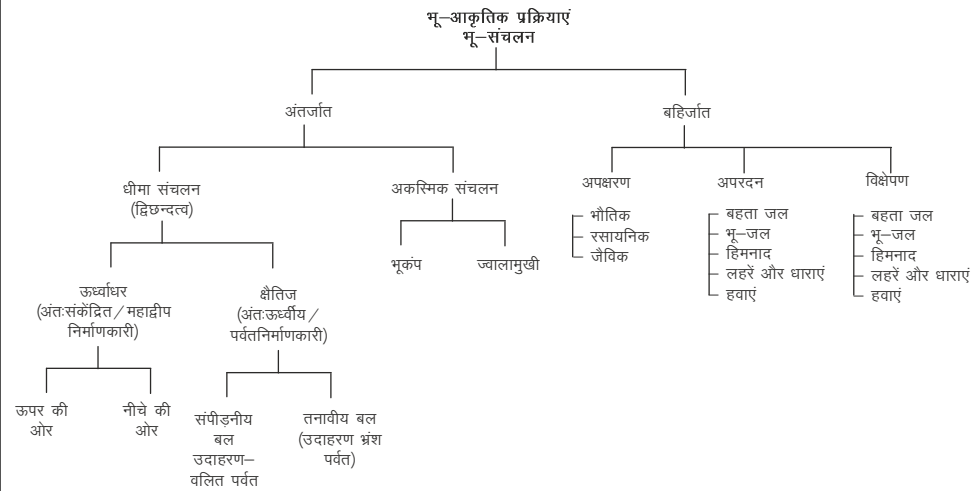 भू–आकृतिक प्रक्रियाएं
भू–संचलन
अंतर्जात
बहिर्जात
धीमा संचलन
(द्विछन्दत्व)
अकस्मिक संचलन
अपक्षरण
अपरदन
विक्षेपण
भौतिक
रसायनिक
जैविक
बहता जल
भू–जल
हिमनाद
लहरें और धाराएं
हवाएं
बहता जल
भू–जल
हिमनाद
लहरें और धाराएं
हवाएं
भूकंप
ज्वालामुखी
ऊर्ध्वाधर
(अंतःसंकेंद्रित/महाद्वीप
निर्माणकारी)
क्षैतिज
(अंतःऊर्ध्वीय/
पर्वतनिर्माणकारी)
ऊपर की
ओर
नीचे की
ओर
संपीड़नीय
बल
उदाहरण–
वलित पर्वत
तनावीय बल
(उदाहरण भ्रंश
पर्वत)